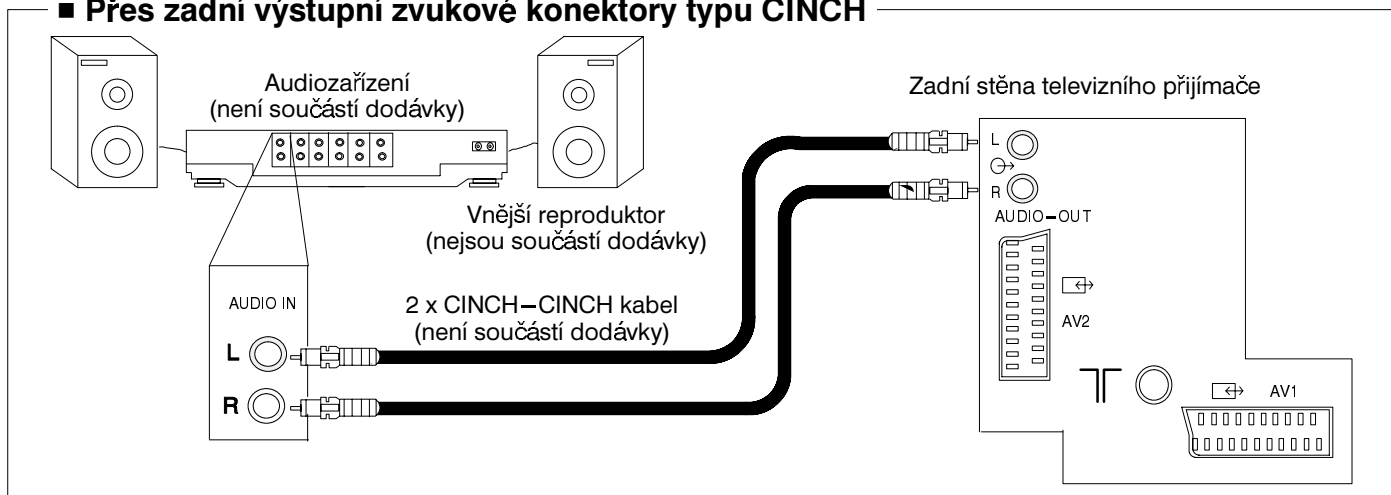 ■ Přes zadní výstupní zvukové konektory typu CINCH
Audiozařízení
(není součástí dodávky)
Zadní stěna televizního přijímače
L
R
AUDIO–OUT
Vnější reproduktor
(nejsou součástí dodávky)
AUDIO IN
2 x CINCH–CINCH kabel
(není součástí dodávky)
AV2
L
R
AV1